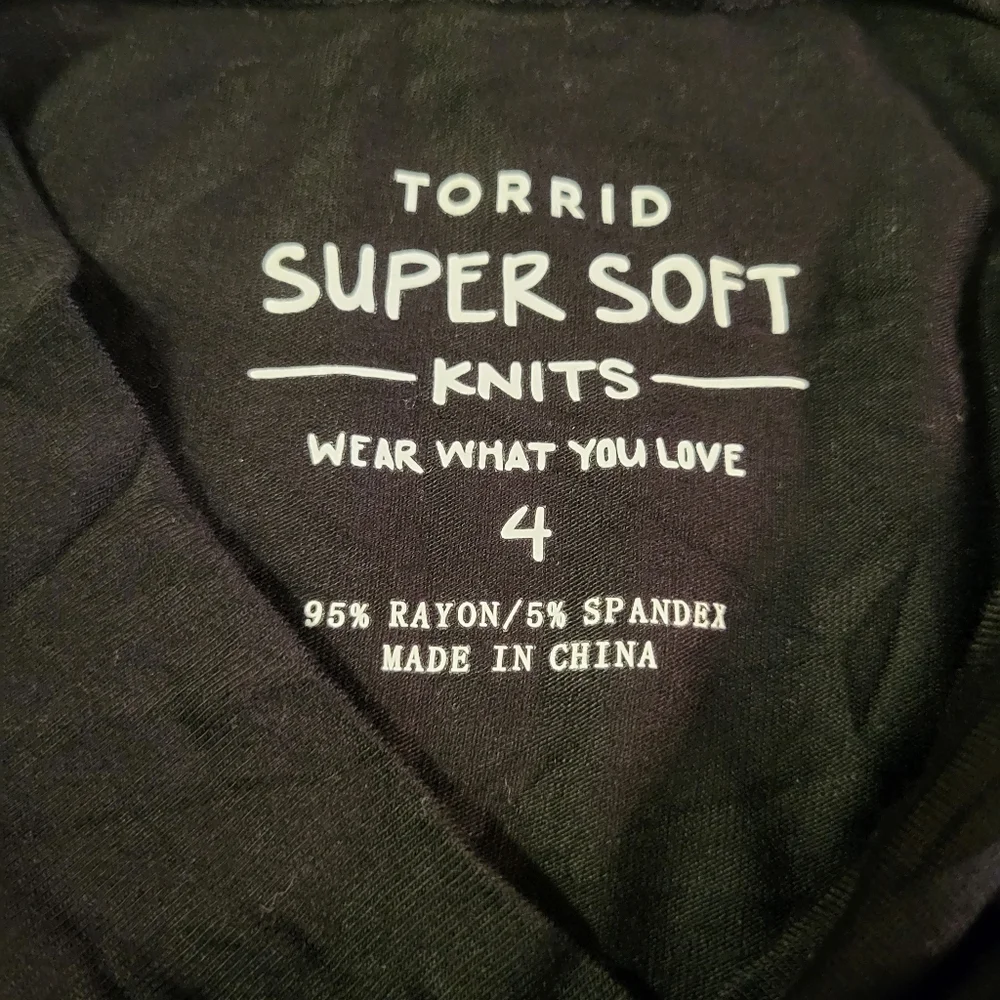 TORRID
SUPER SOFT
KNITS
WEAR WHAT YOU LOVE
4
95% RAYON/5% SPANDEX
MADE IN CHINA